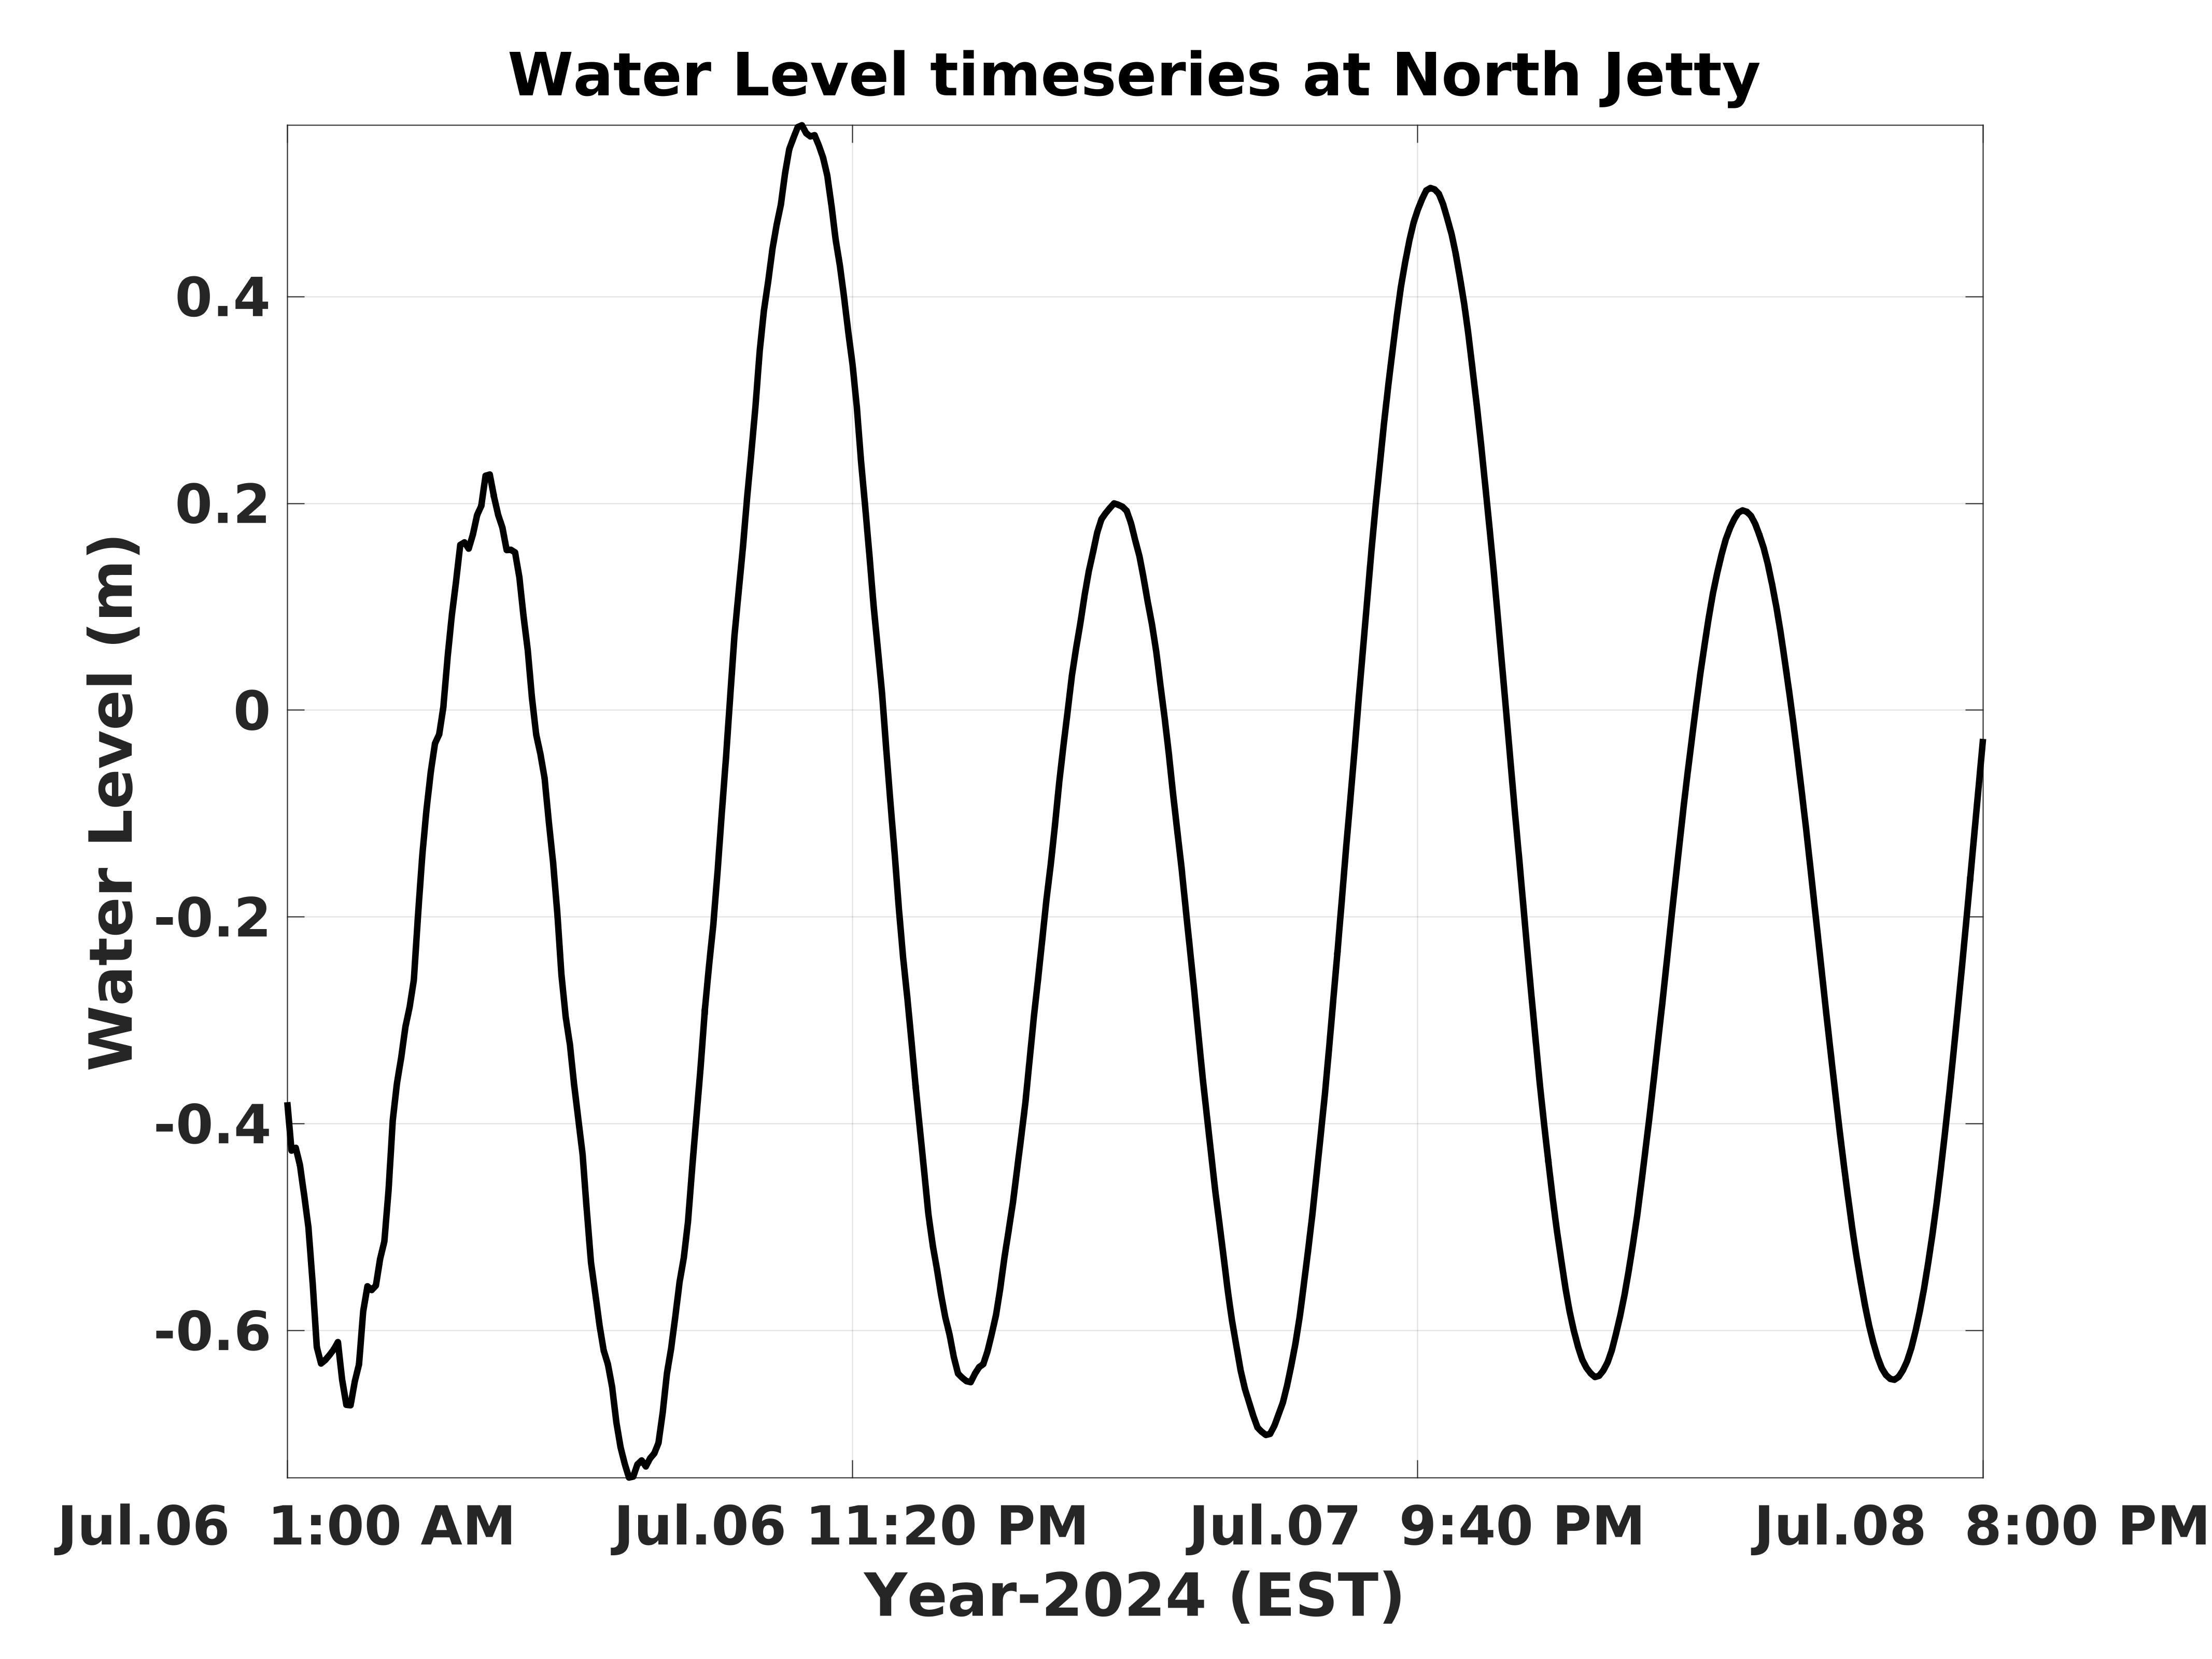 Water Level timeseries at North Jetty
Water Level (m)
0.4
0.2
0
-0.2
-0.4
-0.6
Jul.06  1:00 AM Jul.06 11:20 PM Jul.07  9:40 PM Jul.08  8:00 PM
Year-2024 (EST)